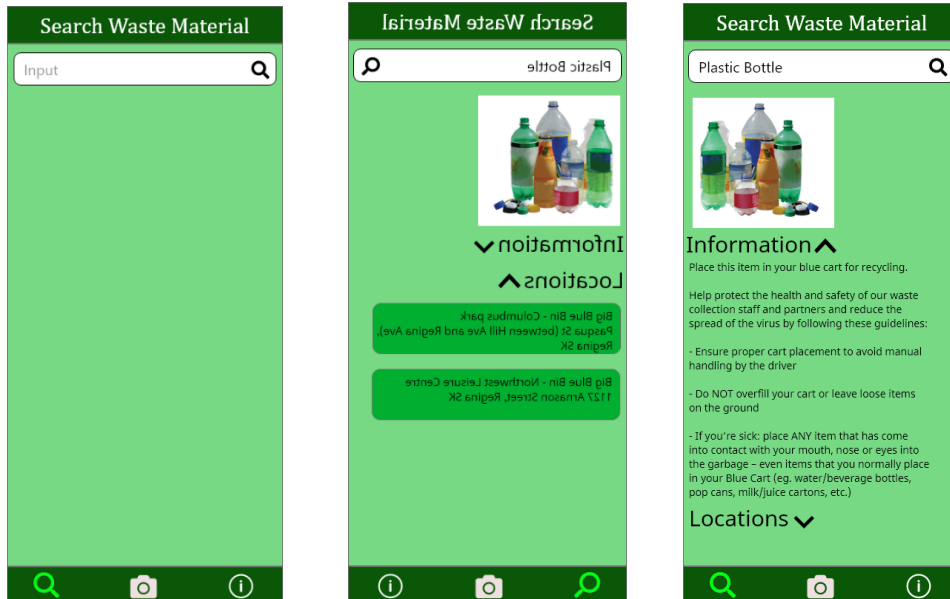 Search Waste Material
Input
Search Waste Material
Plastic Bottle
Information
Locations
Big Blue Bin - Columbus park
Pasqua St (between Hill Ave and Regina Ave),
Regina SK
Big Blue Bin - Northwest Leisure Centre
1127 Arnason Street, Regina SK
Search Waste Material
Plastic Bottle
Information
Place this item in your blue cart for recycling.
Help protect the health and safety of our waste
collection staff and partners and reduce the
spread of the virus by following these guidelines:
- Ensure proper cart placement to avoid manual
handling by the driver
- Do NOT overfill your cart or leave loose items
on the ground
- If you're sick: place ANY item that has come
into contact with your mouth, nose or eyes into
the garbage – even items that you normally place
in your Blue Cart (eg. water/beverage bottles,
pop cans, milk/juice cartons, etc.)
Locations